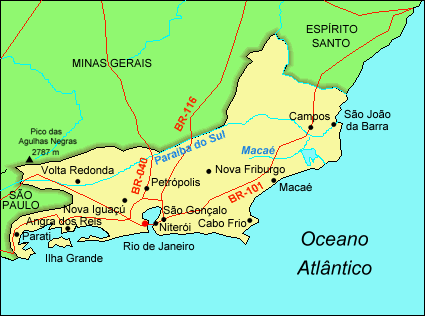 ESPÍRITO
SANTO
MINAS GERAIS
BR-116
Campos
São João
da Barra
Pico das
Agulhas Negras
2787 m
Paraíba do Sul
Macaé
BR-040
Volta Redonda
Petrópolis
Nova Friburgo
BR-101
Macaé
SÃO
PAULO
Nova Iguaçú
São Gonçalo
Angra dos Reis
Niterói
Cabo Frio
Parati
Rio de Janeiro
Ilha Grande
Oceano
Atlântico